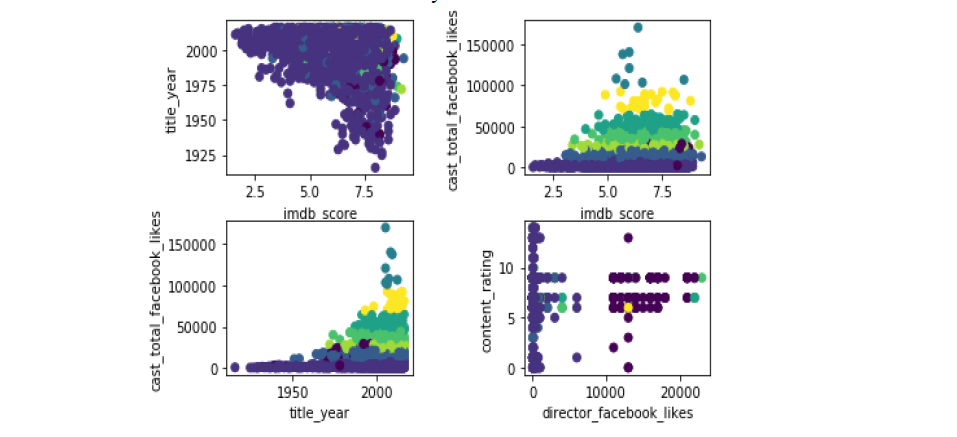 title_year
2000
1975
1950
1925
2.5 5.0 7.5
imdb_score
cast_total_facebook_likes
150000
100000
50000
0
2.5 5.0 7.5
imdb_score
cast_total_facebook_likes
150000
100000
50000
0
1950 2000
title_year
content_rating
10
5
0
0 10000 20000
director_facebook_likes